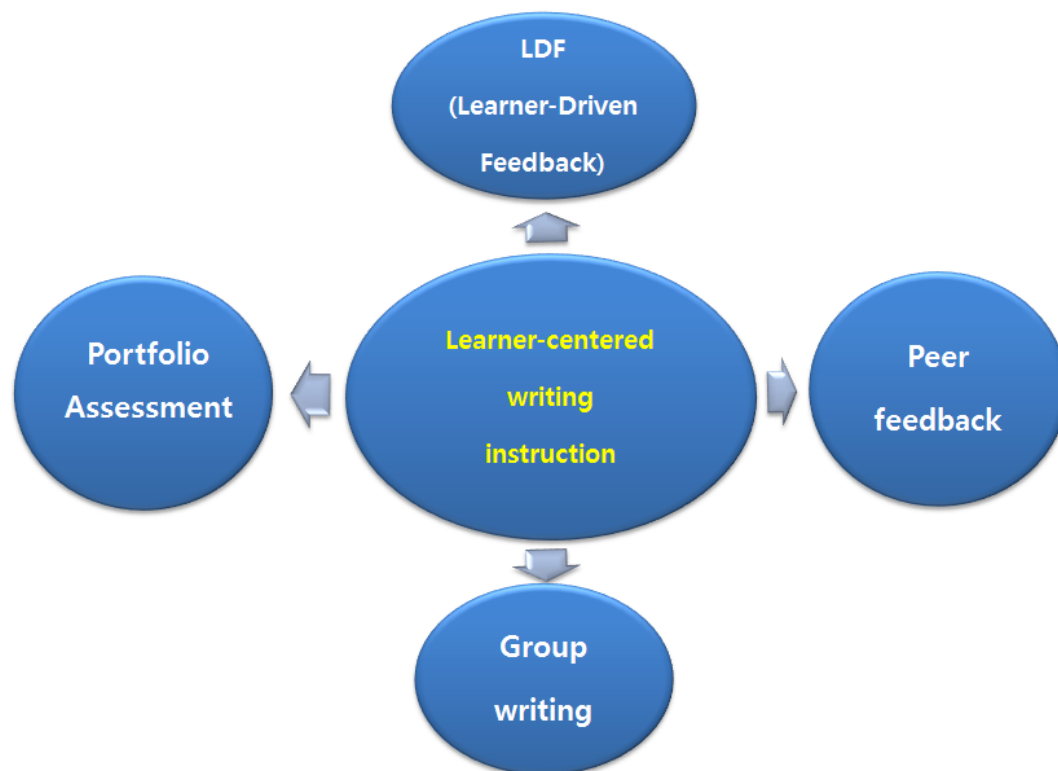 LDF
(Learner-Driven
Feedback)
Portfolio
Assessment
Learner-centered
writing
instruction
Peer
feedback
Group
writing